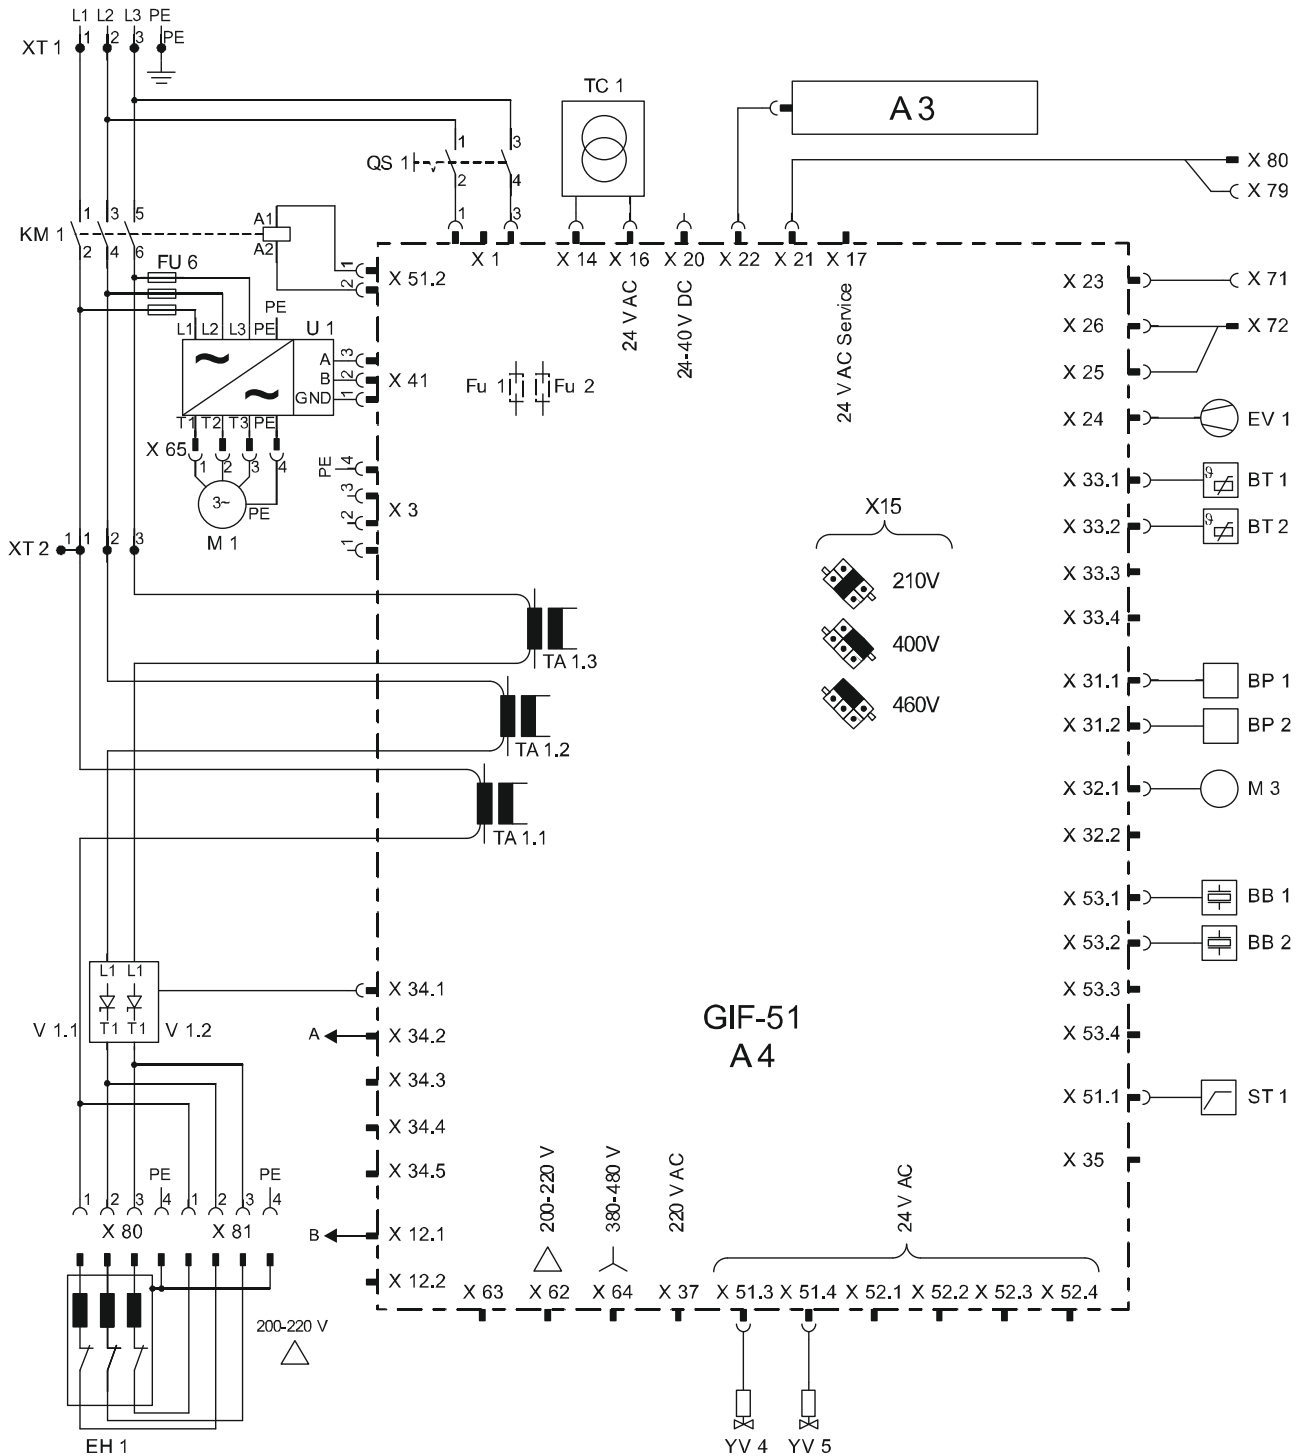 L1 L2 L3 PE
XT 1 1 2 3 PE
TC 1
A 3
QS 1 1 3
2 4
X 80
X 79
KM 1 1 3 5
2 4 6
A1
A2
1 3
X 1 X 14 X 16 X 20 X 22 X 21 X 17
24 V AC
24-40 V DC
24 V AC Service
1
2
X 51.2
FU 6
L1 L2 L3 PE
PE
U 1
A 3
B 2
GND 1
X 41
T1 T2 T3 PE
X 65
1 2 3 4
3~
PE
M 1
Fu 1 Fu 2
PE 4
3
2
1
X 3
XT 2 1 1 2 3
X15
210V
400V
460V
TA 1.3
TA 1.2
TA 1.1
X 23 X 71
X 26 X 72
X 25
X 24 EV 1
X 33.1 ϑ BT 1
X 33.2 ϑ BT 2
X 33.3
X 33.4
X 31.1 BP 1
X 31.2 BP 2
X 32.1 M 3
X 32.2
X 53.1 BB 1
X 53.2 BB 2
X 53.3
X 53.4
X 51.1 ST 1
X 35
GIF-51
A 4
L1 L1
V 1.1 T1 T1 V 1.2
X 34.1
A X 34.2
X 34.3
X 34.4
X 34.5
B X 12.1
X 12.2
PE PE
1 2 3 4 1 2 3 4
X 80 X 81
200-220 V
EH 1
200-220 V
380-480 V
220 V AC
24 V AC
X 63 X 62 X 64 X 37 X 51.3 X 51.4 X 52.1 X 52.2 X 52.3 X 52.4
YV 4 YV 5